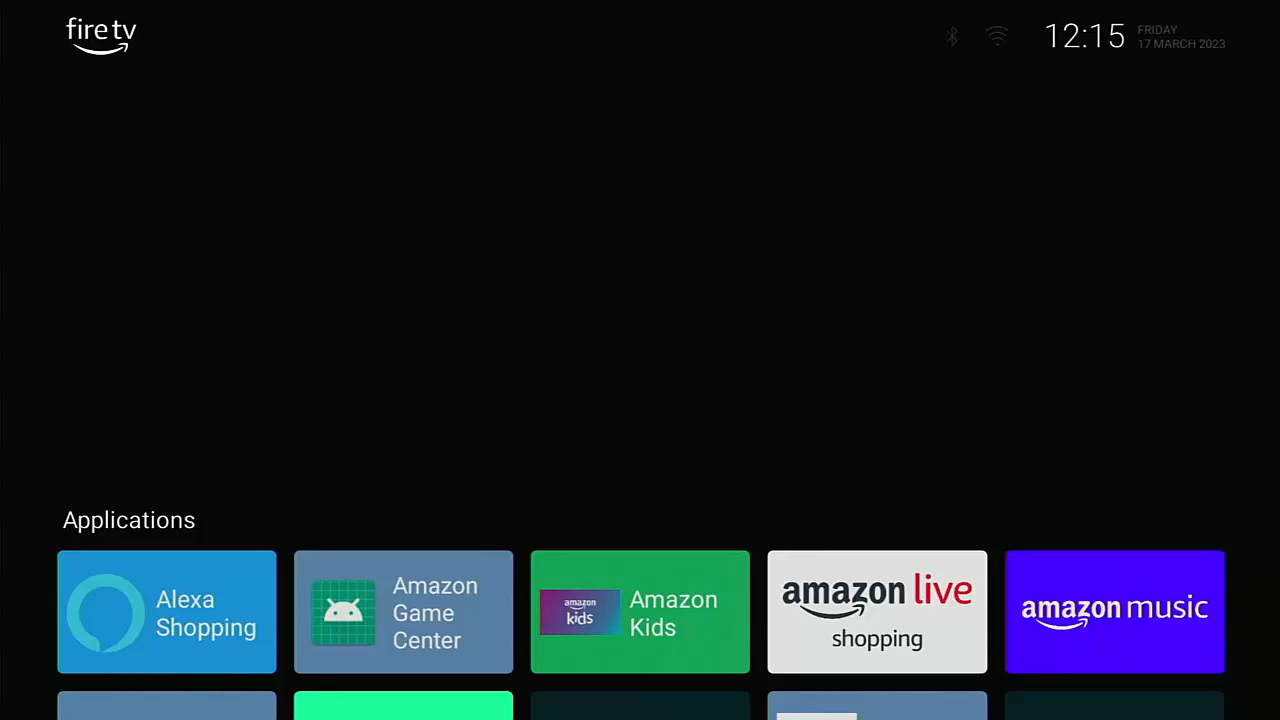 fire tv
12:15
FRIDAY
17 MARCH 2023
Applications
Alexa
Shopping
Amazon
Game
Center
amazon
kids
Amazon
Kids
amazon live
shopping
amazon music